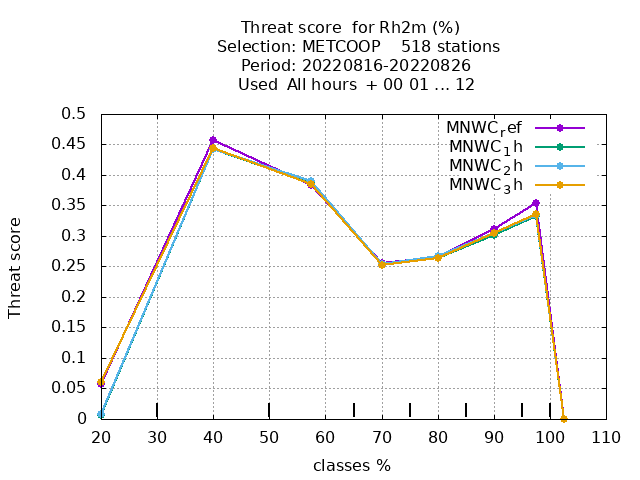 Threat score  for Rh2m (%)
Selection: METCOOP    518 stations
Period: 20220816-20220826
Used  All hours  + 00 01 ... 12
0.5
0.45
0.4
0.35
0.3
0.25
0.2
0.15
0.1
0.05
0
Threat score
MNWC_ref
MNWC_1h
MNWC_2h
MNWC_3h
20 30 40 50 60 70 80 90 100 110
classes %